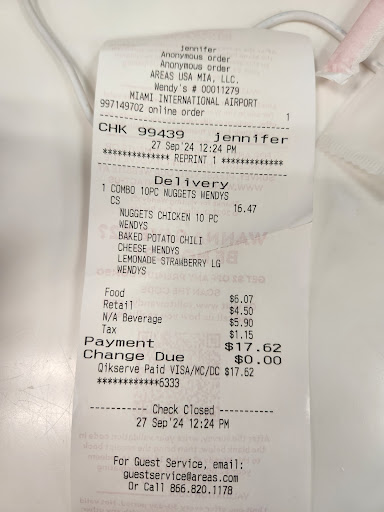 jennifer
Anonymous order
Anonymous order
AREAS USA MIA, LLC.
Wendy's # 00011279
MIAMI INTERNATIONAL AIRPORT
997149702 online order 1
CHK 99439 jennifer
27 Sep'24 12:24 PM
************** REPRINT 1 *************
Delivery
1 COMBO 10PC NUGGETS WENDYS
CS 16.47
NUGGETS CHICKEN 10 PC
WENDYS
BAKED POTATO CHILI
CHEESE WENDYS
LEMONADE STRAWBERRY LG
WENDYS
Food $6.07
Retail $4.50
N/A Beverage $5.90
Tax $1.15
Payment $17.62
Change Due $0.00
Qikserve Paid VISA/MC/DC $17.62
************6333
---------- Check Closed ----------
27 Sep'24 12:24 PM
For Guest Service, email:
guestservice@areas.com
Or Call 866.820.1178